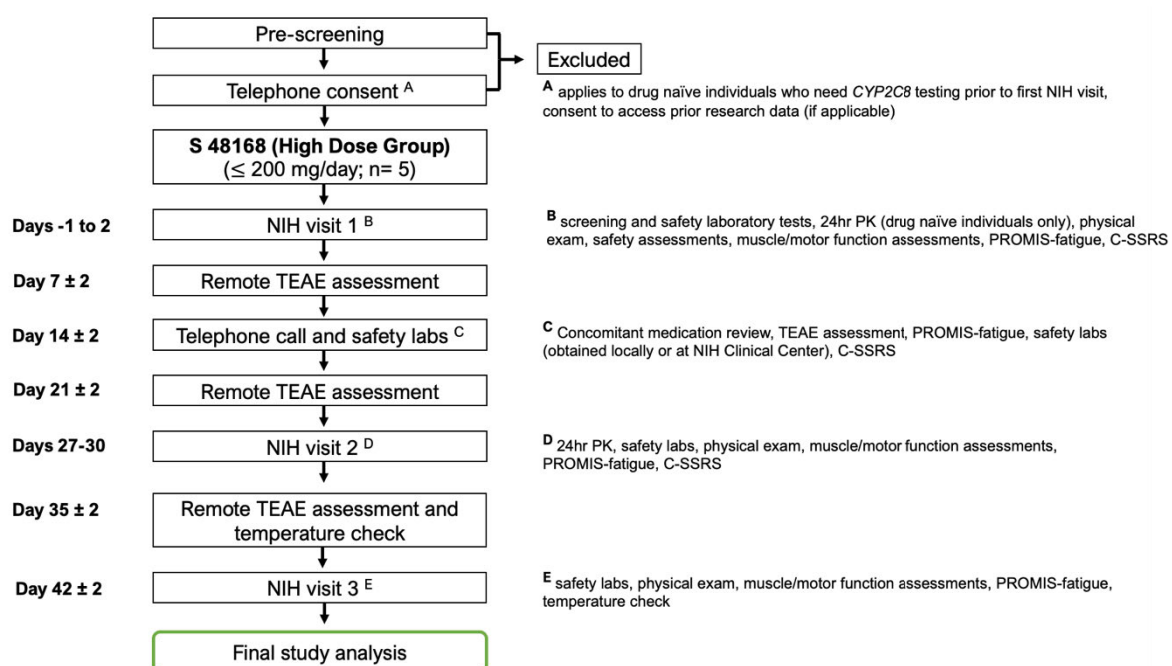 Pre-screening
Excluded
Telephone consent A
A applies to drug naïve individuals who need CYP2C8 testing prior to first NIH visit,
consent to access prior research data (if applicable)
S 48168 (High Dose Group)
(≤ 200 mg/day; n= 5)
Days -1 to 2
NIH visit 1 B
B screening and safety laboratory tests, 24hr PK (drug naïve individuals only), physical
exam, safety assessments, muscle/motor function assessments, PROMIS-fatigue, C-SSRS
Day 7 ± 2
Remote TEAE assessment
Day 14 ± 2
Telephone call and safety labs C
C Concomitant medication review, TEAE assessment, PROMIS-fatigue, safety labs
(obtained locally or at NIH Clinical Center), C-SSRS
Day 21 ± 2
Remote TEAE assessment
Days 27-30
NIH visit 2 D
D 24hr PK, safety labs, physical exam, muscle/motor function assessments,
PROMIS-fatigue, C-SSRS
Day 35 ± 2
Remote TEAE assessment and
temperature check
Day 42 ± 2
NIH visit 3 E
E safety labs, physical exam, muscle/motor function assessments, PROMIS-fatigue,
temperature check
Final study analysis